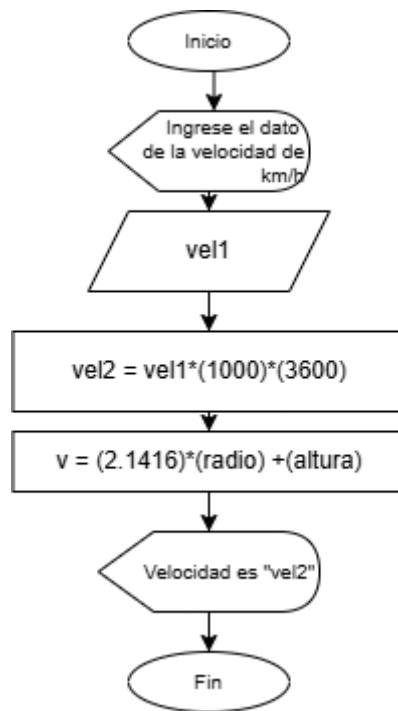 Inicio
Ingrese el dato
de la velocidad de
km/h
vel1
vel2 = vel1*(1000)*(3600)
v = (2.1416)*(radio) +(altura)
Velocidad es "vel2"
Fin